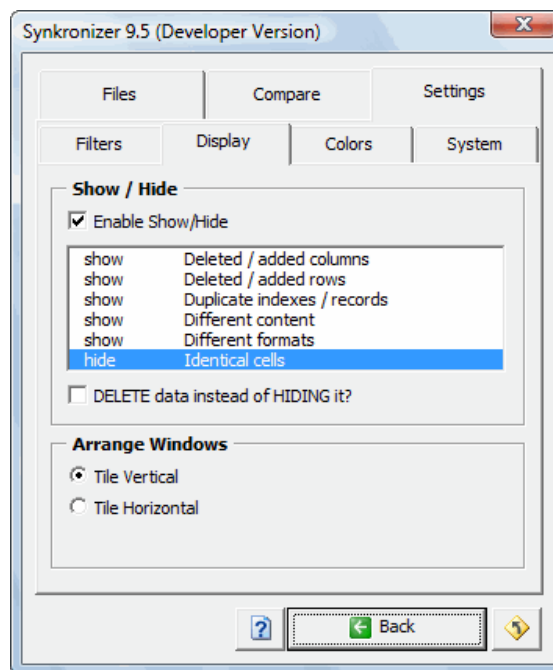 Synkronizer 9.5 (Developer Version)
Files Compare Settings
Filters Display Colors System
Show / Hide
Enable Show/Hide
show Deleted / added columns
show Deleted / added rows
show Duplicate indexes / records
show Different content
show Different formats
hide Identical cells
DELETE data instead of HIDING it?
Arrange Windows
Tile Vertical
Tile Horizontal
Back